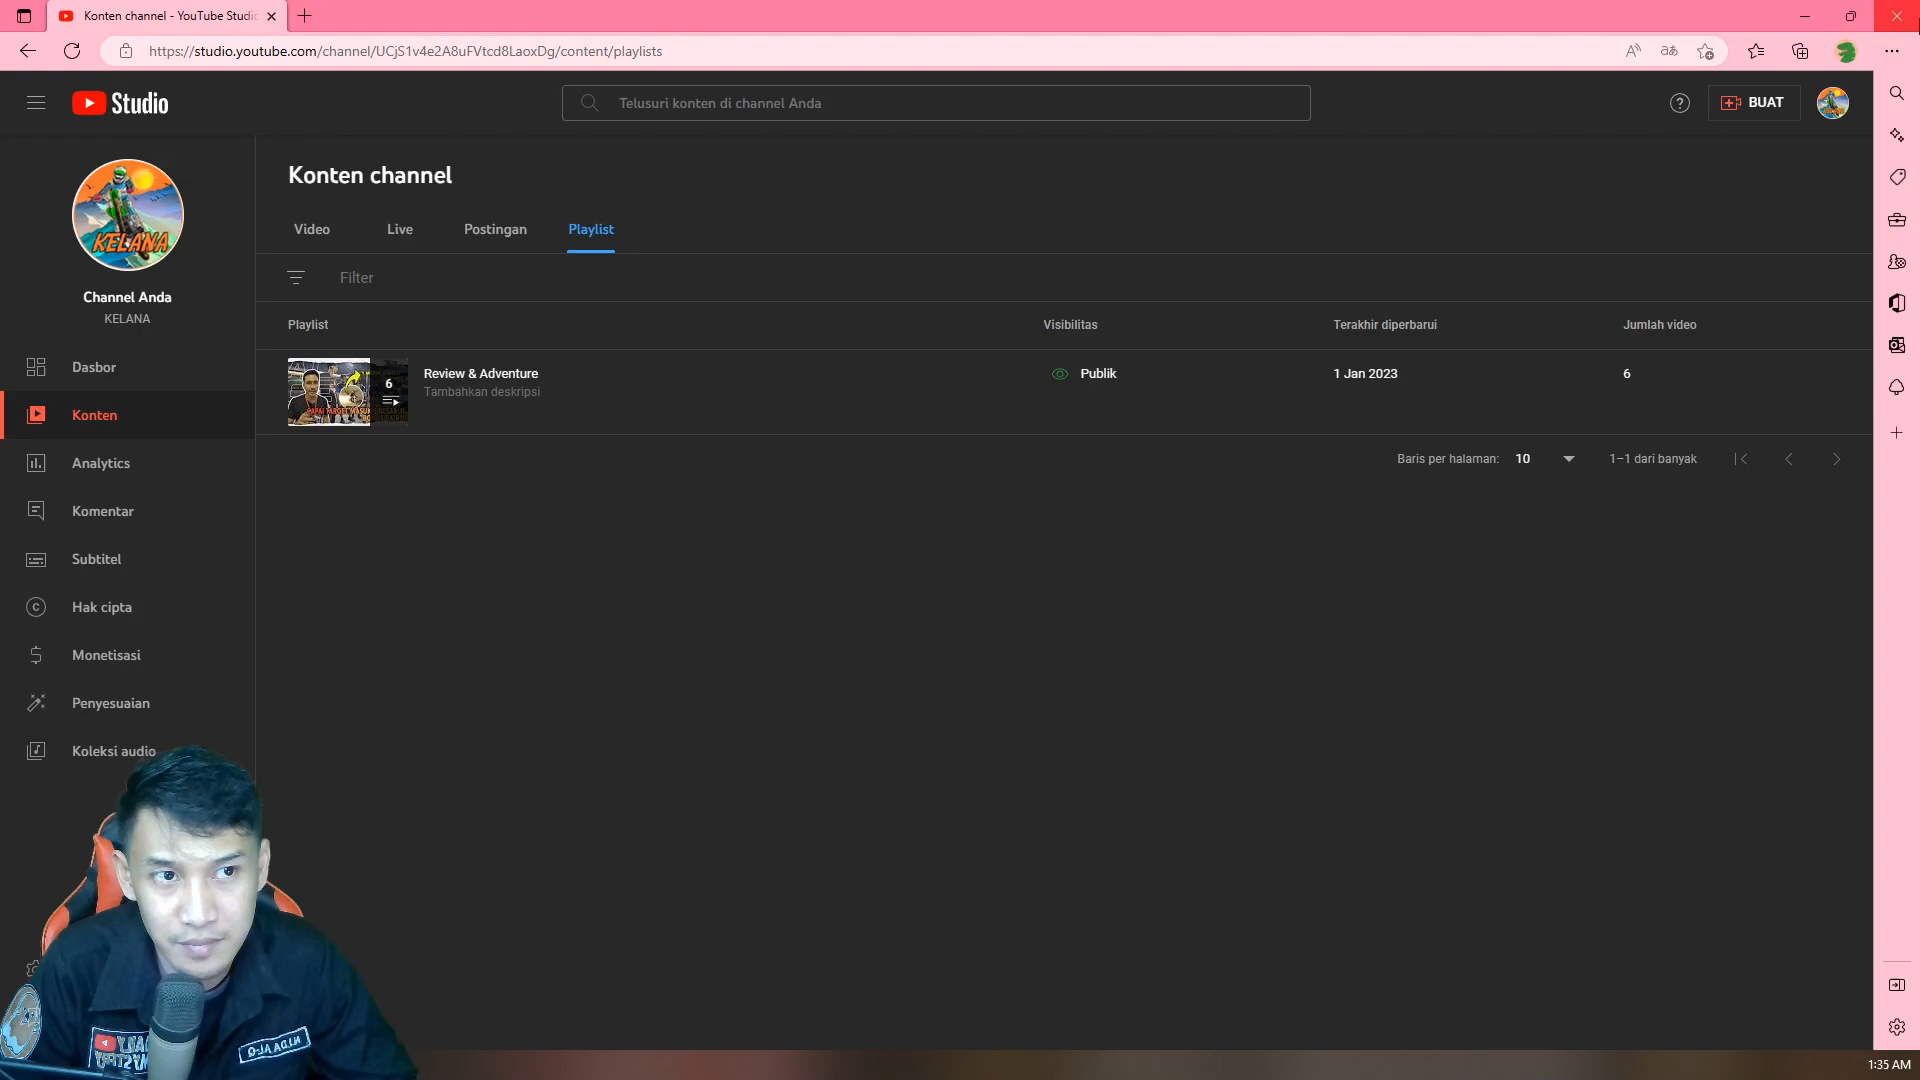 Konten channel - YouTube Studio
https://studio.youtube.com/channel/UCjS1v4e2A8uFVtcd8LaoxDg/content/playlists
Studio
Telusuri konten di channel Anda
BUAT
KELANA
Channel Anda
KELANA
Dasbor
Konten
Analytics
Komentar
Subtitel
Hak cipta
Monetisasi
Penyesuaian
Koleksi audio
Konten channel
Video Live Postingan Playlist
Filter
Playlist Visibilitas Terakhir diperbarui Jumlah video
6
Review & Adventure Publik 1 Jan 2023 6
Tambahkan deskripsi
Baris per halaman: 10 1–1 dari banyak
1:35 AM